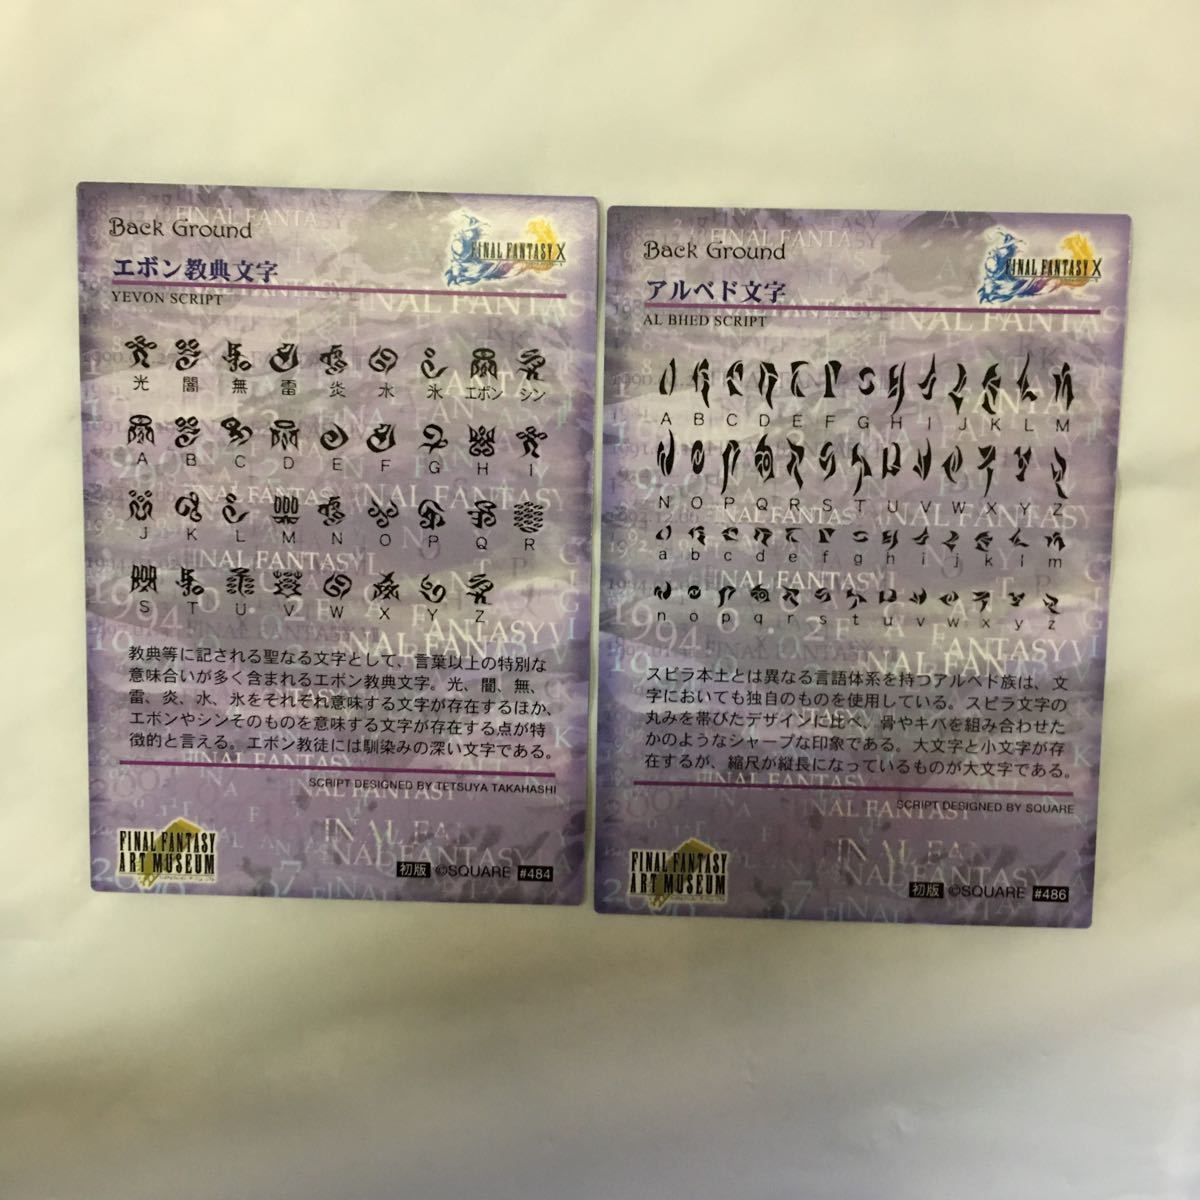 Back Ground
FINAL FANTASY X
エボン教典文字
YEVON SCRIPT
光 闇 無 雷 炎 水 氷 エボン シン
A B C D E F G H I
J K L M N O P Q R
S T U V W X Y Z
教典等に記される聖なる文字として、言葉以上の特別な
意味合いが多く含まれるエボン教典文字。光、闇、無、
雷、炎、水、氷をそれぞれ意味する文字が存在するほか、
エボンやシンそのものを意味する文字が存在する点が特
徴的と言える。エボン教徒には馴染みの深い文字である。
SCRIPT DESIGNED BY TETSUYA TAKAHASHI
FINAL FANTASY
ART MUSEUM
初版 ©SQUARE #484
Back Ground
FINAL FANTASY X
アルベド文字
AL BHED SCRIPT
A B C D E F G H I J K L M
N O P Q R S T U V W X Y Z
a b c d e f g h i j k l m
n o p q r s t u v w x y z
スピラ本土とは異なる言語体系を持つアルベド族は、文
字においても独自のものを使用している。スピラ文字の
丸みを帯びたデザインに比べ、骨やキバを組み合わせた
かのようなシャープな印象である。大文字と小文字が存
在するが、縮尺が縦長になっているものが大文字である。
SCRIPT DESIGNED BY SQUARE
FINAL FANTASY
ART MUSEUM
初版 ©SQUARE #486